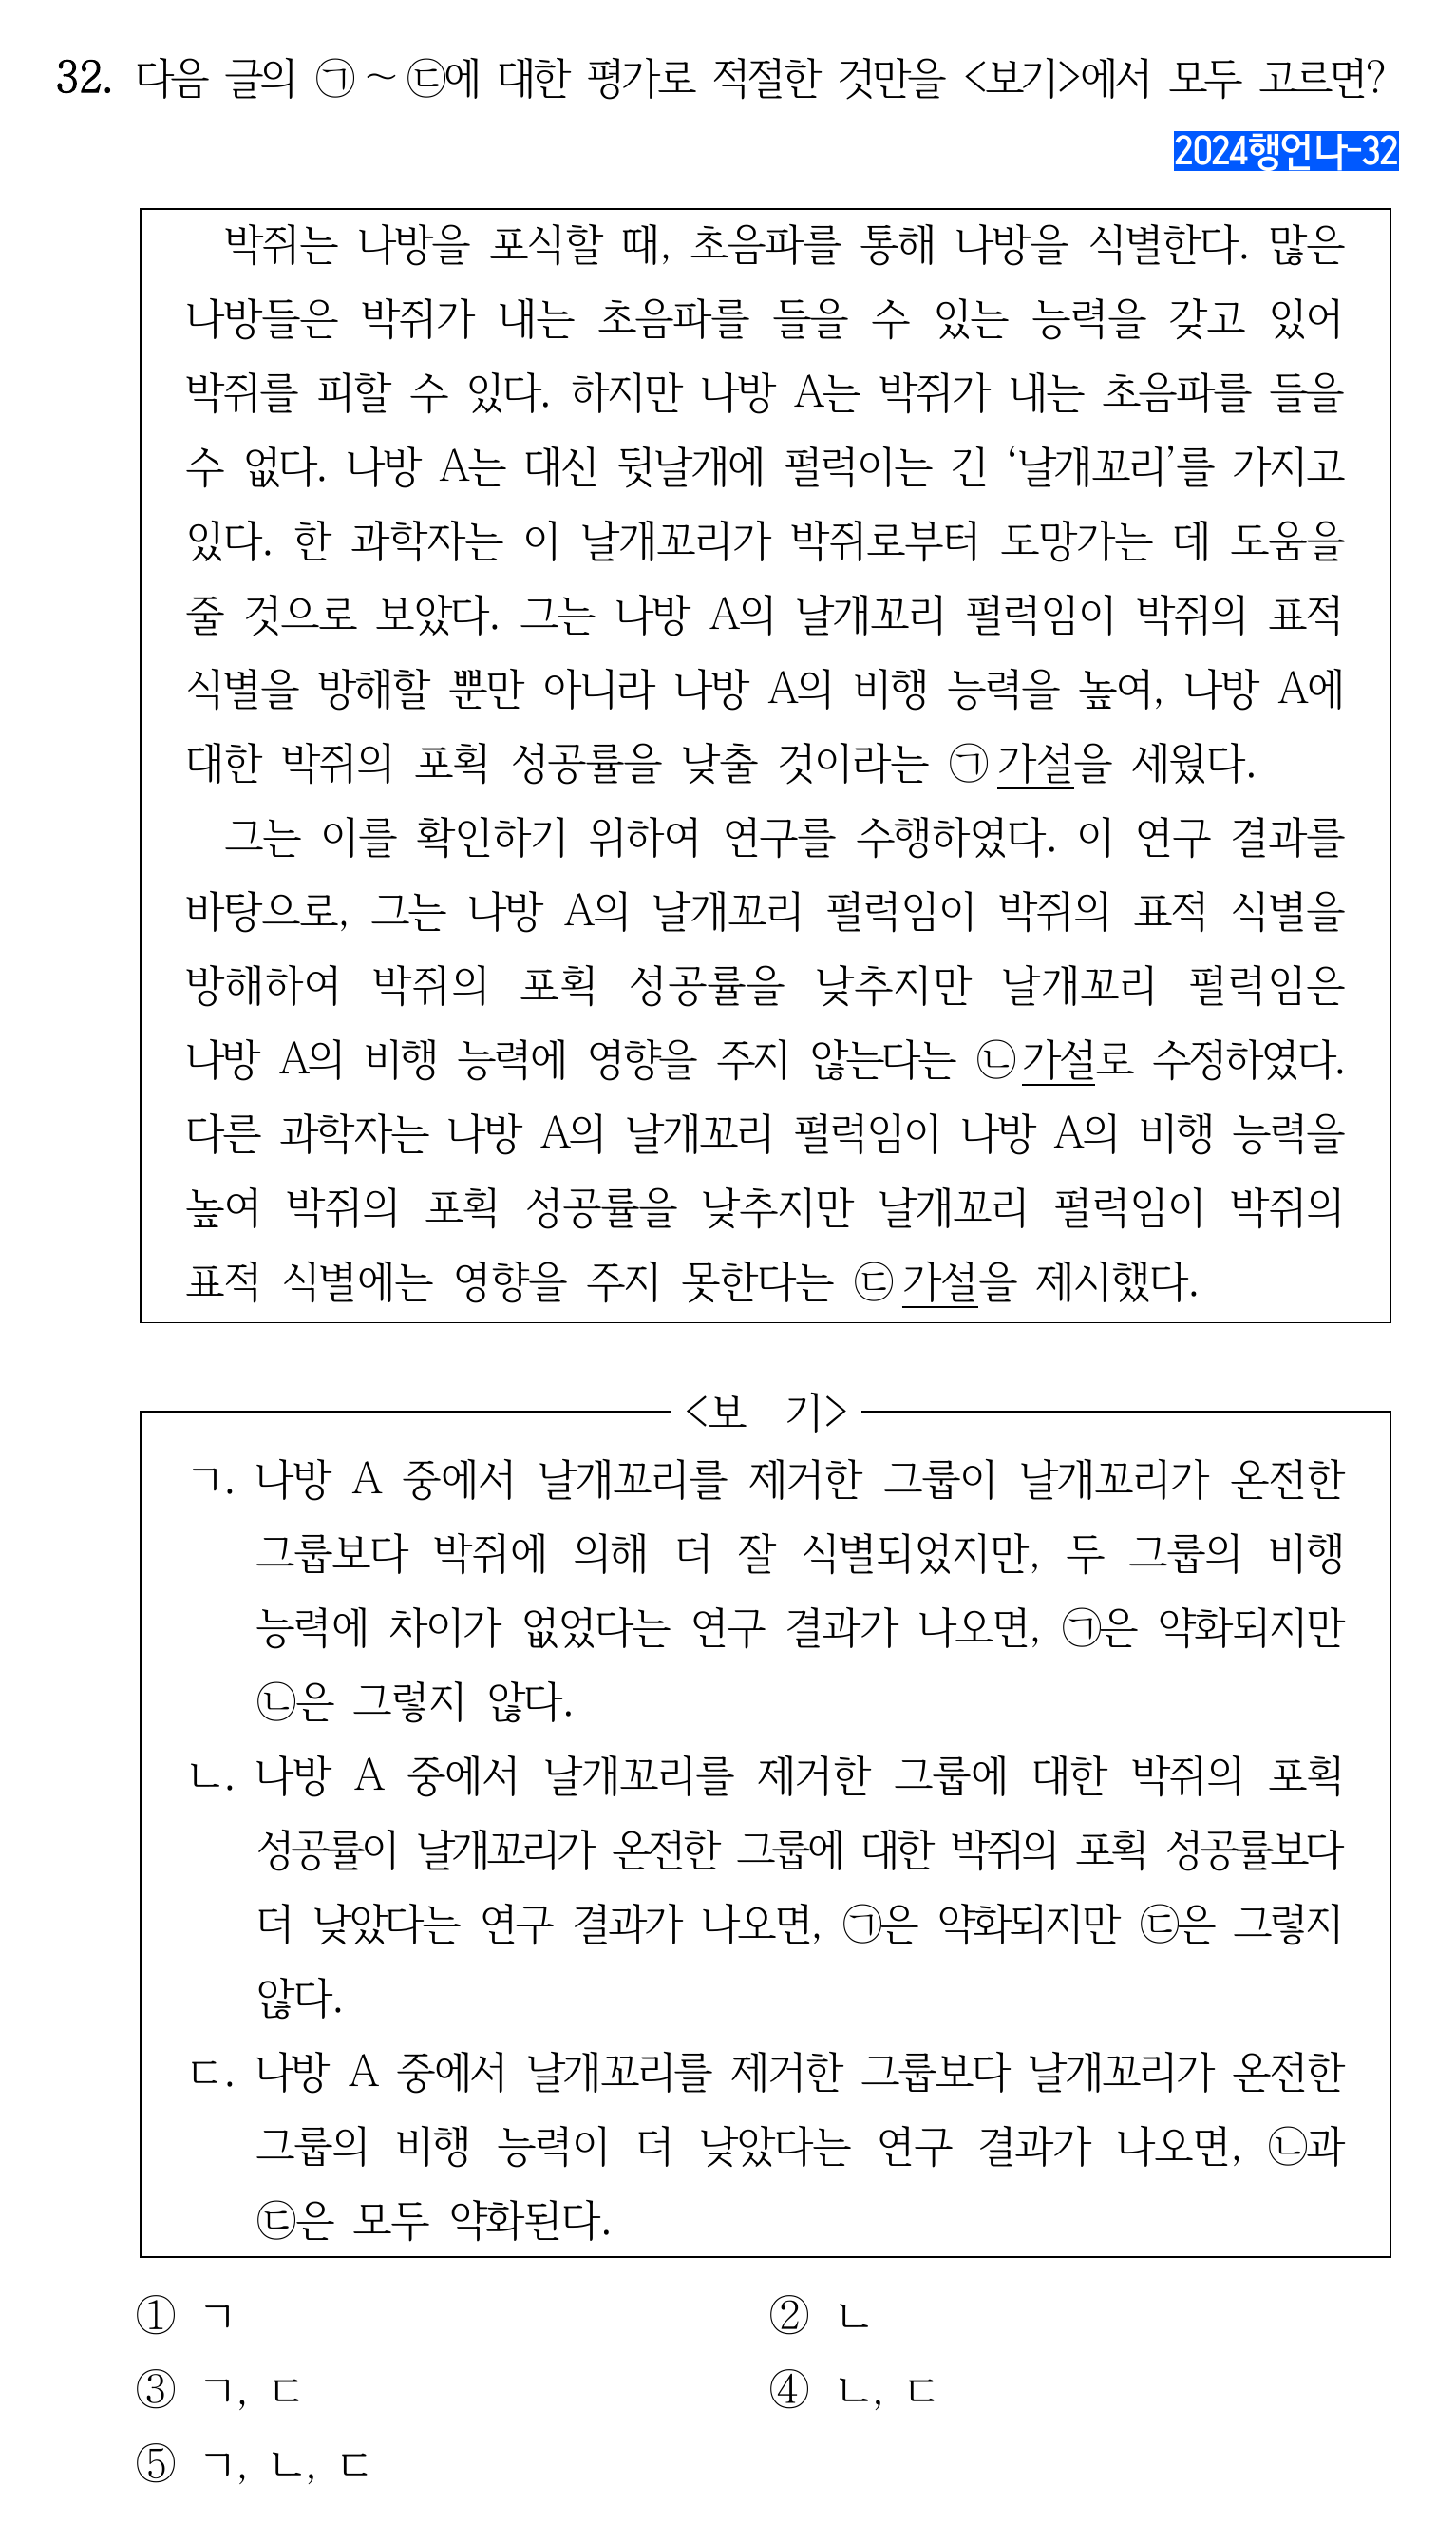 32. 다음 글의 ㉠~㉢에 대한 평가로 적절한 것만을 <보기>에서 모두 고르면?
2024행언나-32
박쥐는 나방을 포식할 때, 초음파를 통해 나방을 식별한다. 많은
나방들은 박쥐가 내는 초음파를 들을 수 있는 능력을 갖고 있어
박쥐를 피할 수 있다. 하지만 나방 A는 박쥐가 내는 초음파를 들을
수 없다. 나방 A는 대신 뒷날개에 펄럭이는 긴 ‘날개꼬리’를 가지고
있다. 한 과학자는 이 날개꼬리가 박쥐로부터 도망가는 데 도움을
줄 것으로 보았다. 그는 나방 A의 날개꼬리 펄럭임이 박쥐의 표적
식별을 방해할 뿐만 아니라 나방 A의 비행 능력을 높여, 나방 A에
대한 박쥐의 포획 성공률을 낮출 것이라는 ㉠가설을 세웠다.
그는 이를 확인하기 위하여 연구를 수행하였다. 이 연구 결과를
바탕으로, 그는 나방 A의 날개꼬리 펄럭임이 박쥐의 표적 식별을
방해하여 박쥐의 포획 성공률을 낮추지만 날개꼬리 펄럭임은
나방 A의 비행 능력에 영향을 주지 않는다는 ㉡가설로 수정하였다.
다른 과학자는 나방 A의 날개꼬리 펄럭임이 나방 A의 비행 능력을
높여 박쥐의 포획 성공률을 낮추지만 날개꼬리 펄럭임이 박쥐의
표적 식별에는 영향을 주지 못한다는 ㉢가설을 제시했다.
<보 기>
ㄱ. 나방 A 중에서 날개꼬리를 제거한 그룹이 날개꼬리가 온전한
그룹보다 박쥐에 의해 더 잘 식별되었지만, 두 그룹의 비행
능력에 차이가 없었다는 연구 결과가 나오면, ㉠은 약화되지만
㉡은 그렇지 않다.
ㄴ. 나방 A 중에서 날개꼬리를 제거한 그룹에 대한 박쥐의 포획
성공률이 날개꼬리가 온전한 그룹에 대한 박쥐의 포획 성공률보다
더 낮았다는 연구 결과가 나오면, ㉠은 약화되지만 ㉢은 그렇지
않다.
ㄷ. 나방 A 중에서 날개꼬리를 제거한 그룹보다 날개꼬리가 온전한
그룹의 비행 능력이 더 낮았다는 연구 결과가 나오면, ㉡과
㉢은 모두 약화된다.
① ㄱ ② ㄴ
③ ㄱ, ㄷ ④ ㄴ, ㄷ
⑤ ㄱ, ㄴ, ㄷ